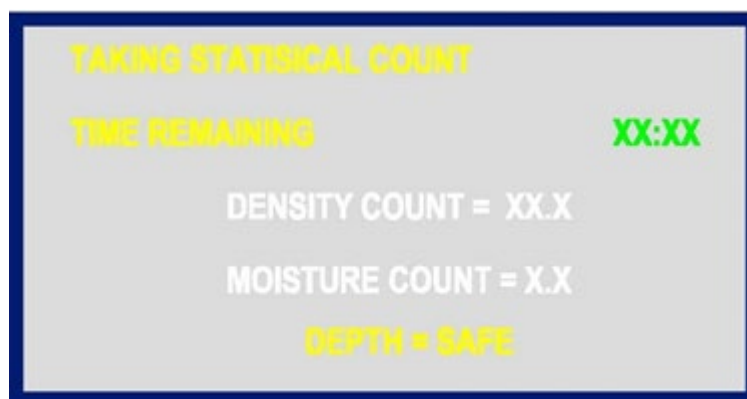 TAKING STATISICAL COUNT
TIME REMAINING XX:XX
DENSITY COUNT = XX.X
MOISTURE COUNT = X.X
DEPTH = SAFE